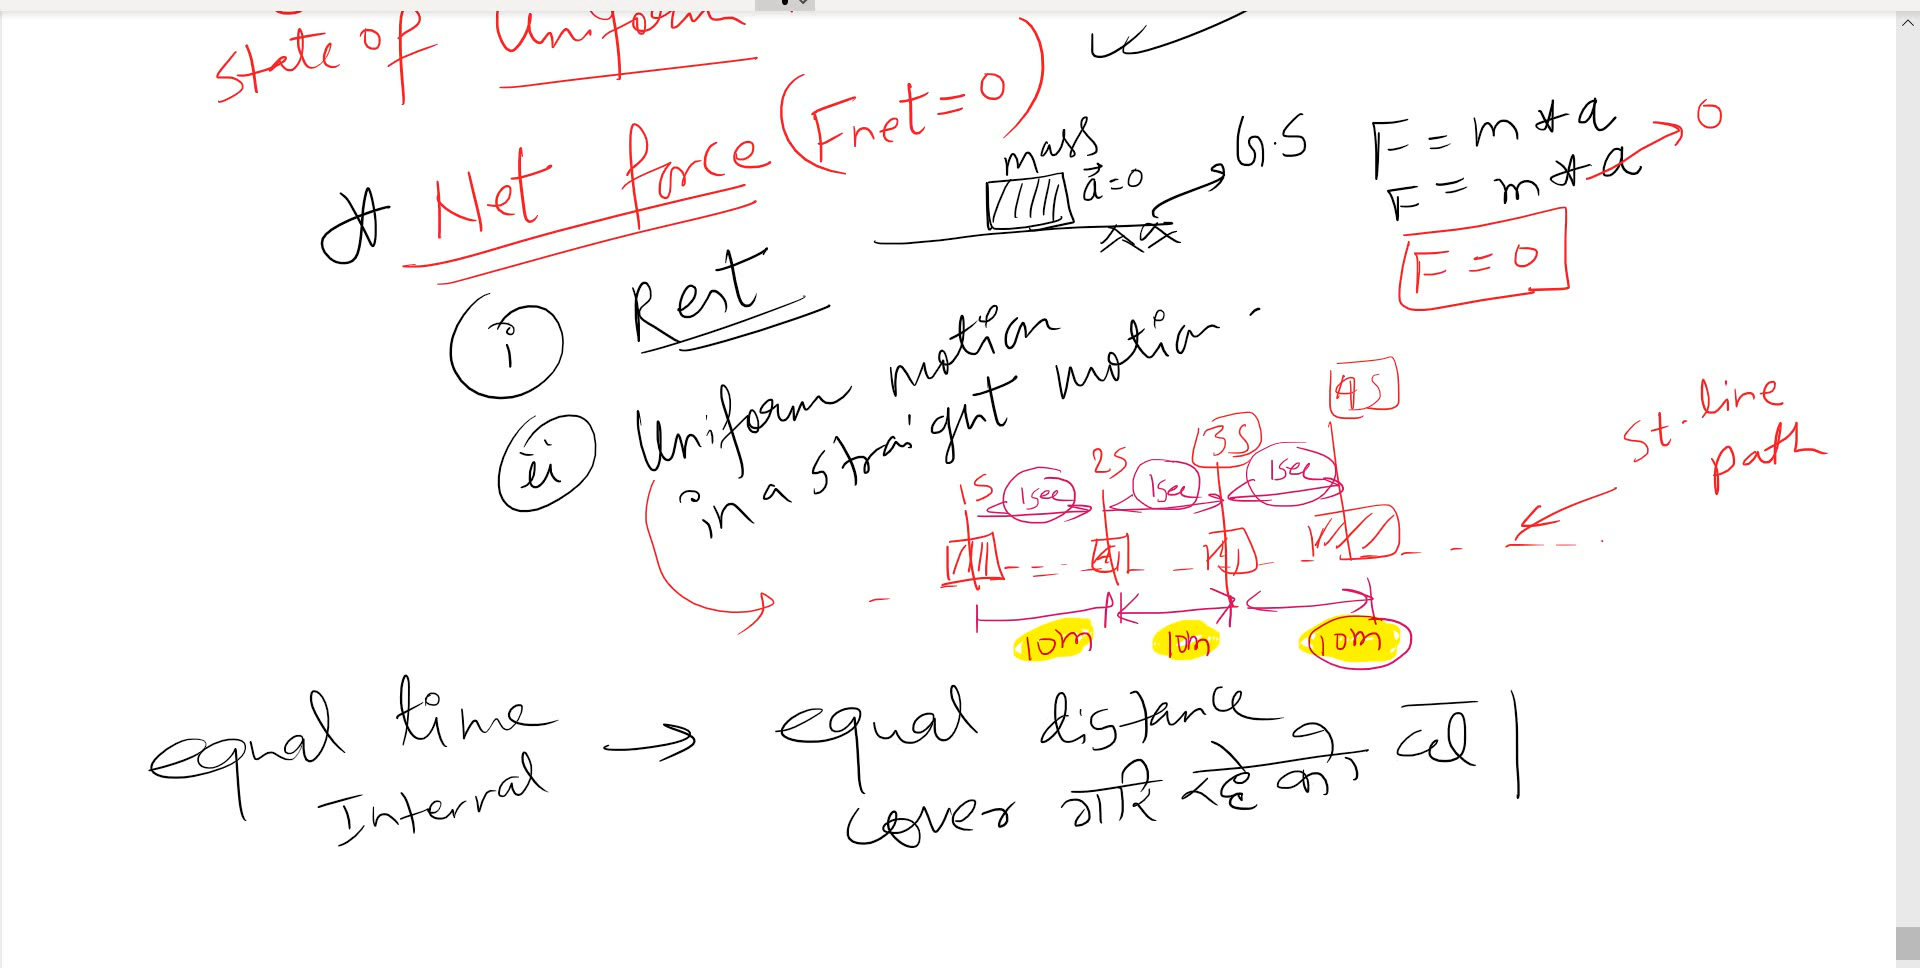 state of Uniform
* Net force (Fnet = 0)
mass
a⃗ = 0
G.S
F = m * a
F = m * a → 0
F = 0
i Rest
ii Uniform motion
in a straight motion.
1S 2S 3S 4S
1sec 1sec 1sec
st. line
path
10m 10m 10m
equal time
Interval → equal distance
cover गरि रहेको